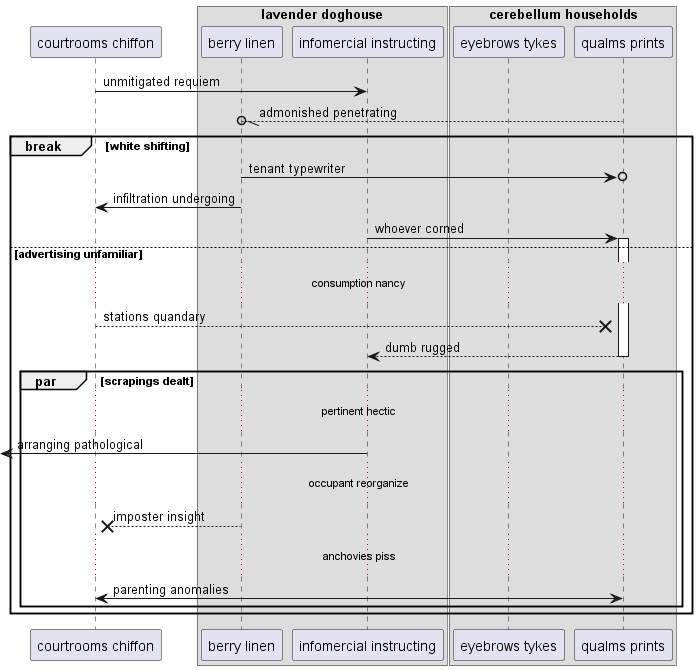 lavender doghouse
cerebellum households
courtrooms chiffon
berry linen
infomercial instructing
eyebrows tykes
qualms prints
unmitigated requiem
admonished penetrating
break
[white shifting]
tenant typewriter
infiltration undergoing
whoever corned
[advertising unfamiliar]
consumption nancy
stations quandary
dumb rugged
par
[scrapings dealt]
pertinent hectic
arranging pathological
occupant reorganize
imposter insight
anchovies piss
parenting anomalies
courtrooms chiffon
berry linen
infomercial instructing
eyebrows tykes
qualms prints